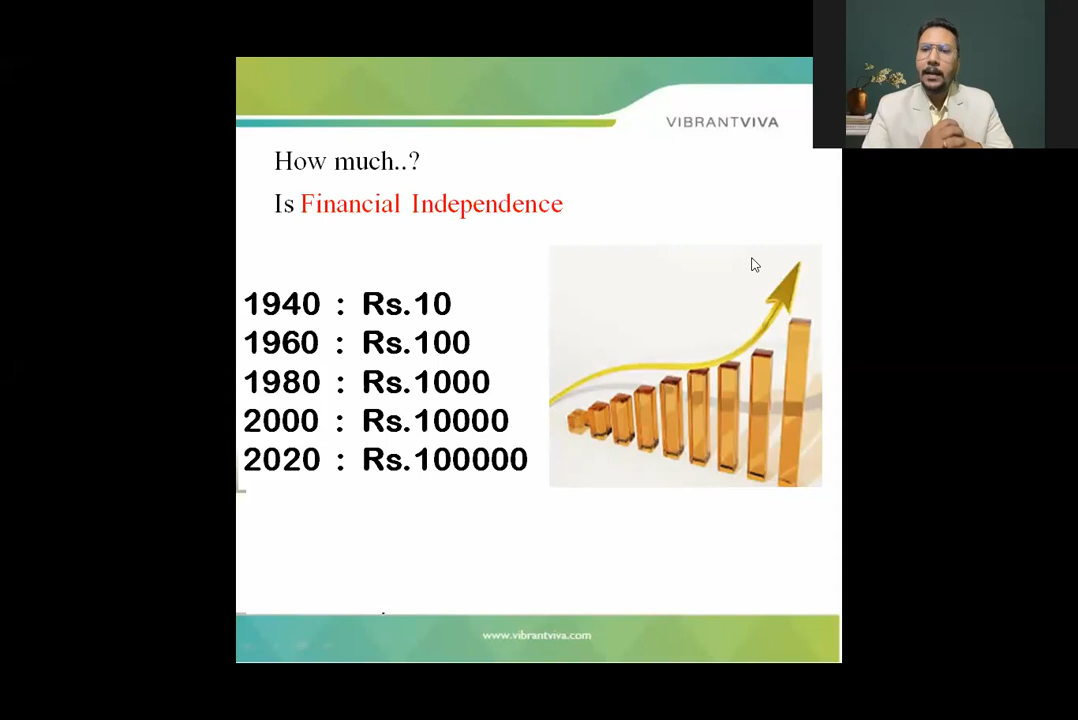 VIBRANTVIVA
How much..?
Is Financial Independence
1940 : Rs.10
1960 : Rs.100
1980 : Rs.1000
2000 : Rs.10000
2020 : Rs.100000
www.vibrantviva.com